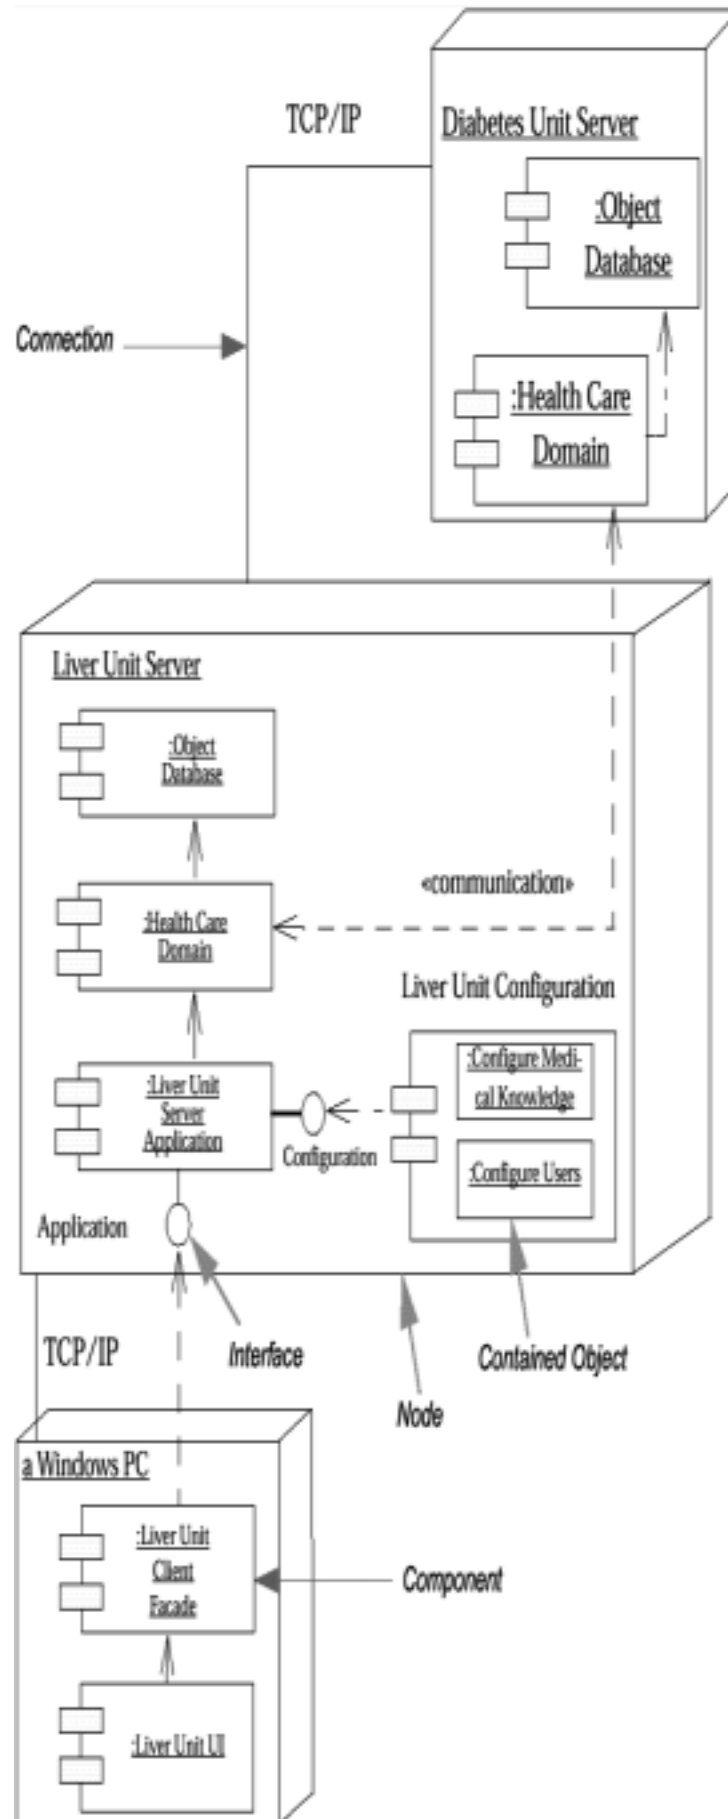 TCP/IP
Diabetes Unit Server
:Object
Database
Connection
:Health Care
Domain
Liver Unit Server
:Object
Database
«communication»
:Health Care
Domain
Liver Unit Configuration
:Configure Medi-
cal Knowledge
:Liver Unit
Server
Application
Configuration
:Configure Users
Application
TCP/IP
Interface
Contained Object
Node
a Windows PC
:Liver Unit
Client
Facade
Component
:Liver Unit UI